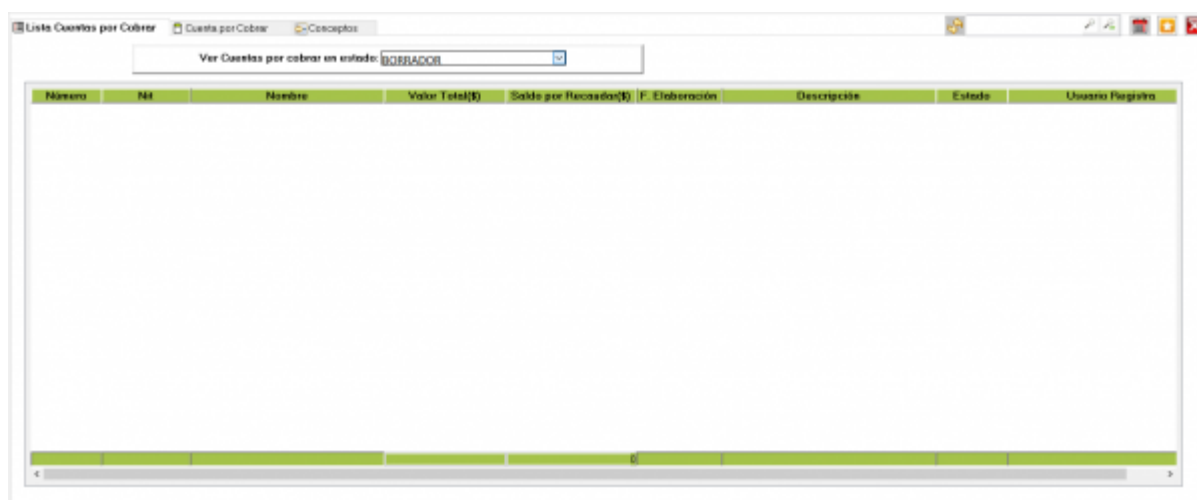 Lista Cuentas por Cobrar Cuenta por Cobrar Conceptos
Ver Cuentas por cobrar en estado: BORRADOR
Número Nit Nombre Valor Total($) Saldo por Recaudar($) F. Elaboración Descripción Estado Usuario Registra
0